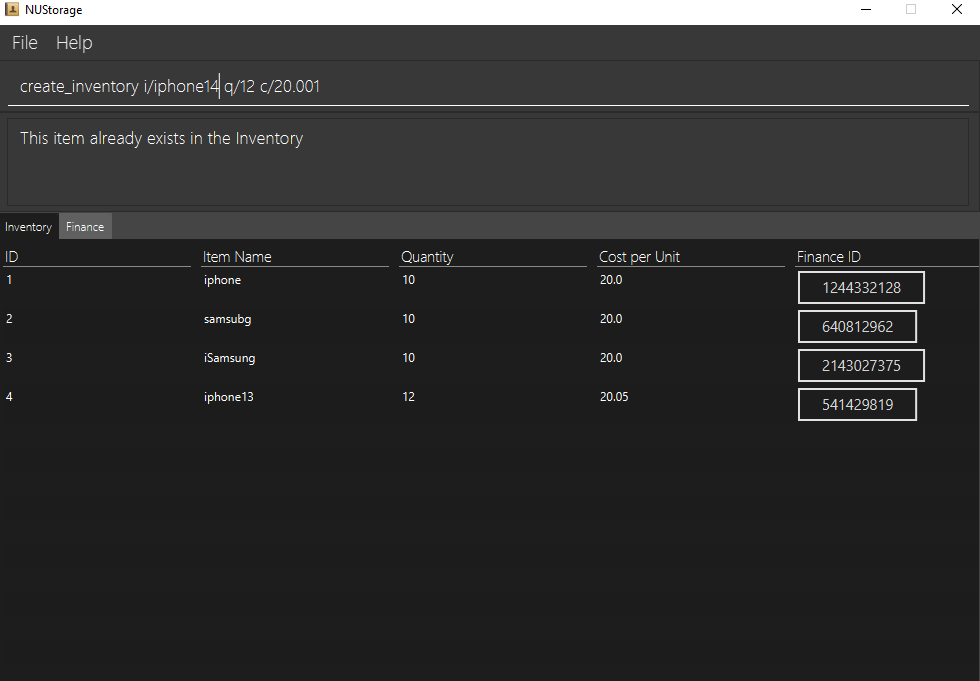 NUStorage
File Help
create_inventory i/iphone14 q/12 c/20.001
This item already exists in the Inventory
Inventory Finance
ID Item Name Quantity Cost per Unit Finance ID
1 iphone 10 20.0 1244332128
2 samsubg 10 20.0 640812962
3 iSamsung 10 20.0 2143027375
4 iphone13 12 20.05 541429819